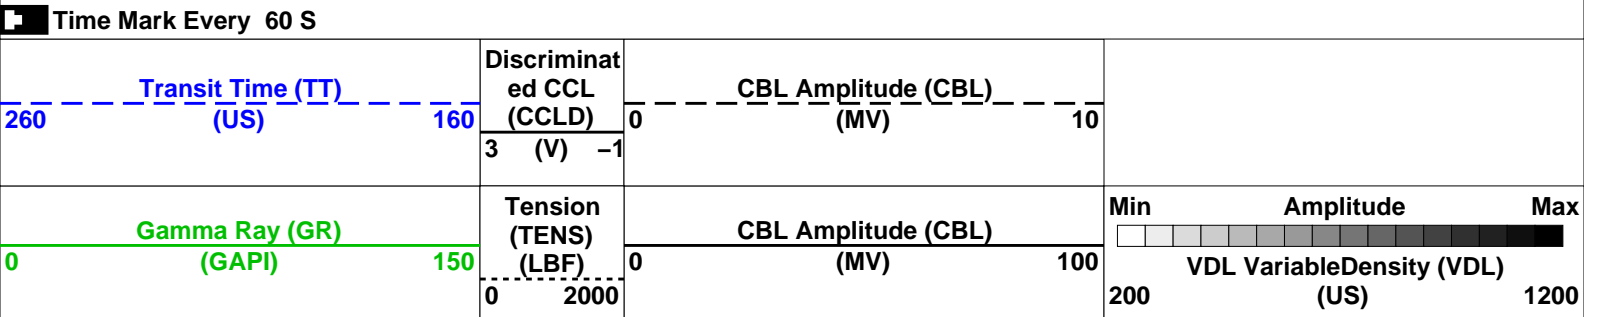 Time Mark Every 60 S
Transit Time (TT)
260 (US) 160
Discriminat
ed CCL
(CCLD)
3 (V) −1
CBL Amplitude (CBL)
0 (MV) 10
Gamma Ray (GR)
0 (GAPI) 150
Tension
(TENS)
(LBF)
0 2000
CBL Amplitude (CBL)
0 (MV) 100
Min Amplitude Max
VDL VariableDensity (VDL)
200 (US) 1200